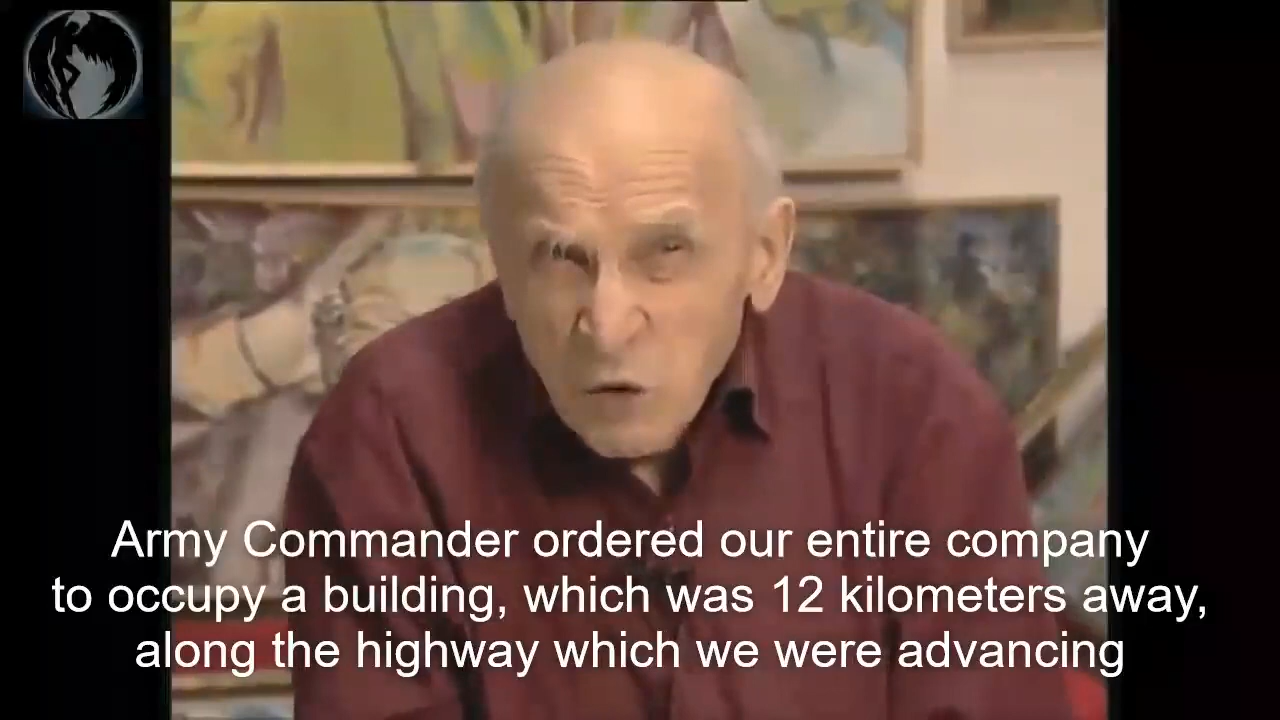 Army Commander ordered our entire company
to occupy a building, which was 12 kilometers away,
along the highway which we were advancing